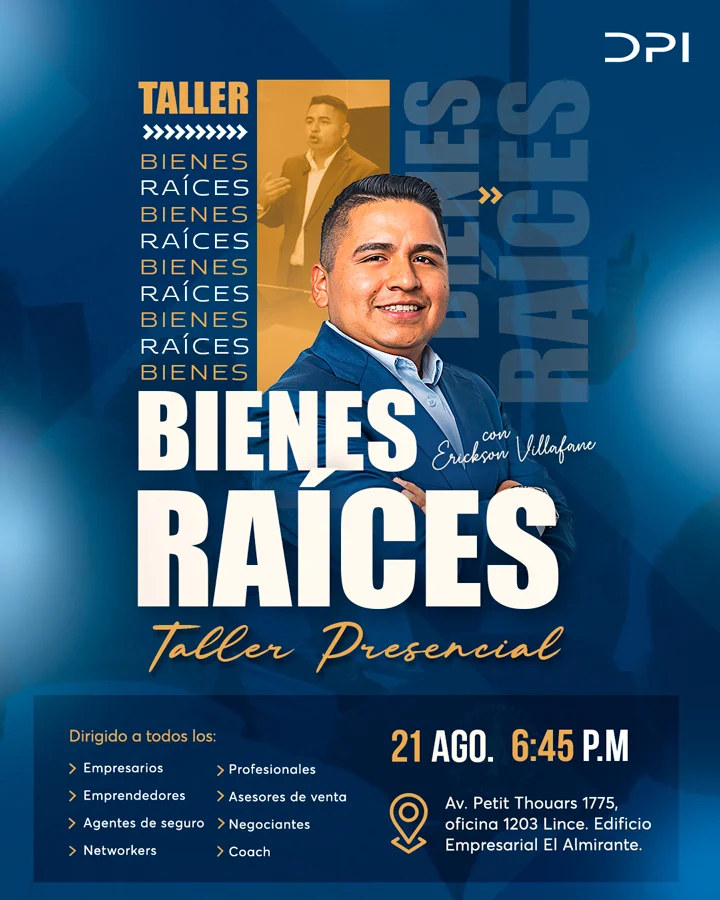 DPI
TALLER
BIENES
RAÍCES
BIENES
RAÍCES
BIENES
RAÍCES
BIENES
RAÍCES
BIENES
BIENES
RAÍCES
BIENES
con
Erickson Villafane
RAÍCES
Taller Presencial
Dirigido a todos los:
Empresarios
Emprendedores
Agentes de seguro
Networkers
Profesionales
Asesores de venta
Negociantes
Coach
21 AGO. 6:45 P.M
Av. Petit Thouars 1775,
oficina 1203 Lince. Edificio
Empresarial El Almirante.